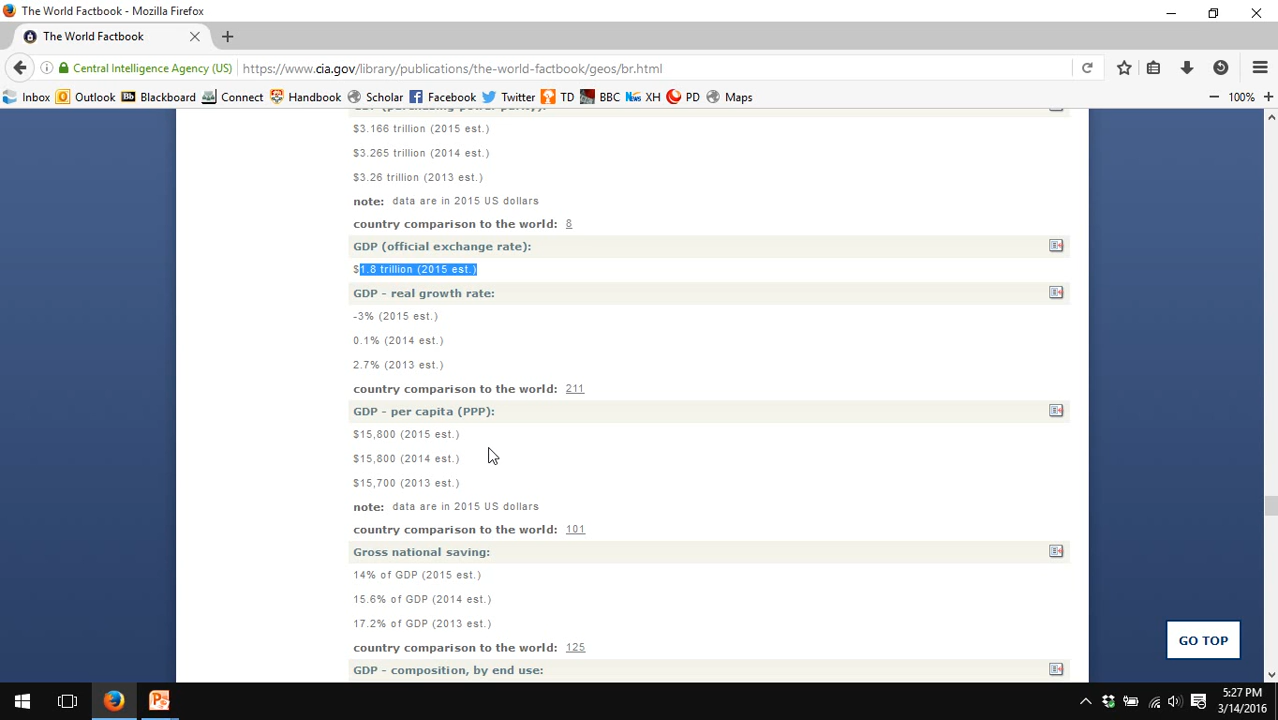 The World Factbook - Mozilla Firefox
The World Factbook
Central Intelligence Agency (US) https://www.cia.gov/library/publications/the-world-factbook/geos/br.html
Inbox Outlook Blackboard Connect Handbook Scholar Facebook Twitter TD BBC XH PD Maps 100%
GDP (purchasing power parity):
$3.166 trillion (2015 est.)
$3.265 trillion (2014 est.)
$3.26 trillion (2013 est.)
note: data are in 2015 US dollars
country comparison to the world: 8
GDP (official exchange rate):
$1.8 trillion (2015 est.)
GDP - real growth rate:
-3% (2015 est.)
0.1% (2014 est.)
2.7% (2013 est.)
country comparison to the world: 211
GDP - per capita (PPP):
$15,800 (2015 est.)
$15,800 (2014 est.)
$15,700 (2013 est.)
note: data are in 2015 US dollars
country comparison to the world: 101
Gross national saving:
14% of GDP (2015 est.)
15.6% of GDP (2014 est.)
17.2% of GDP (2013 est.)
country comparison to the world: 125
GO TOP
GDP - composition, by end use:
5:27 PM
3/14/2016